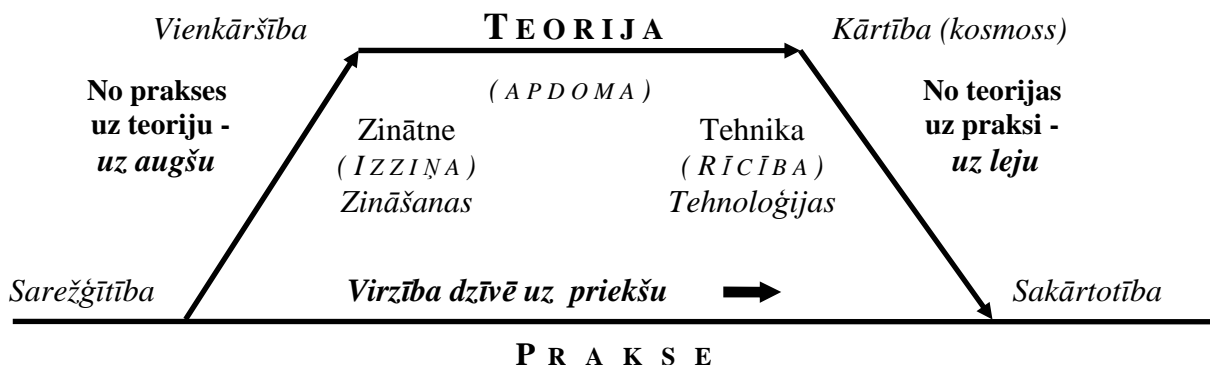 Vienkāršība
TEORIJA
Kārtība (kosmoss)
No prakses
uz teoriju -
uz augšu
(APDOMA)
No teorijas
uz praksi -
uz leju
Zinātne
(IZZIŅA)
Zināšanas
Tehnika
(RĪCĪBA)
Tehnoloģijas
Sarežģītība
Virzība dzīvē uz priekšu
Sakārtotība
PRAKSE